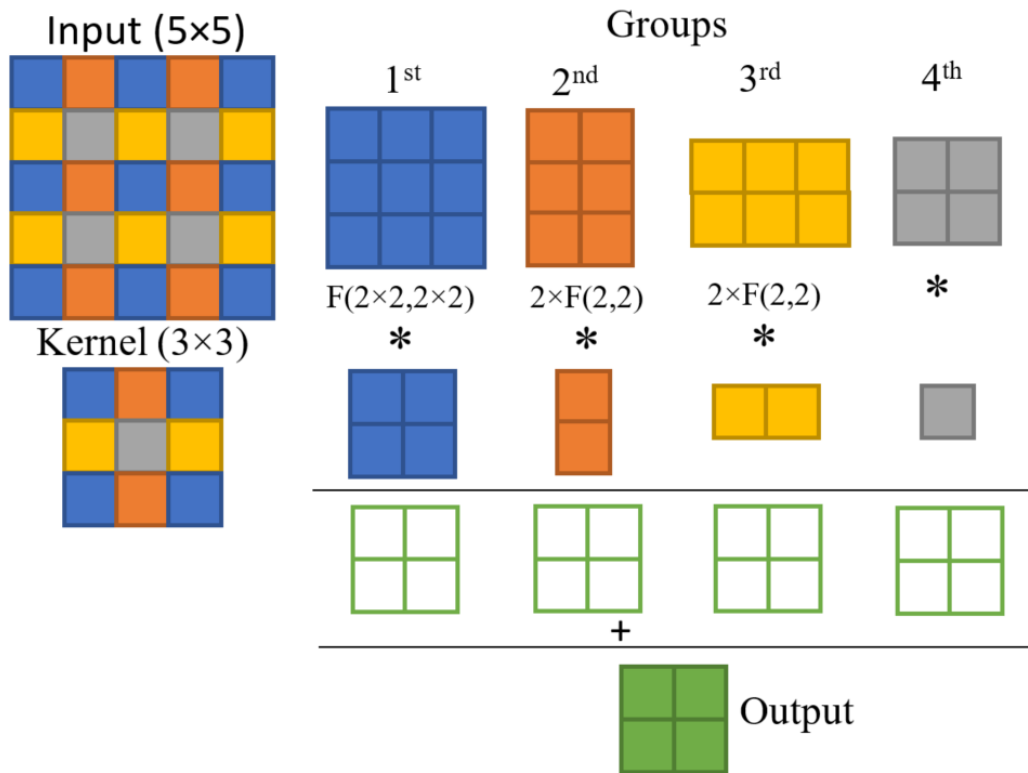 Input (5×5)
Kernel (3×3)
Groups
1st 2nd 3rd 4th
F(2×2,2×2) 2×F(2,2) 2×F(2,2) *
* * *
+
Output